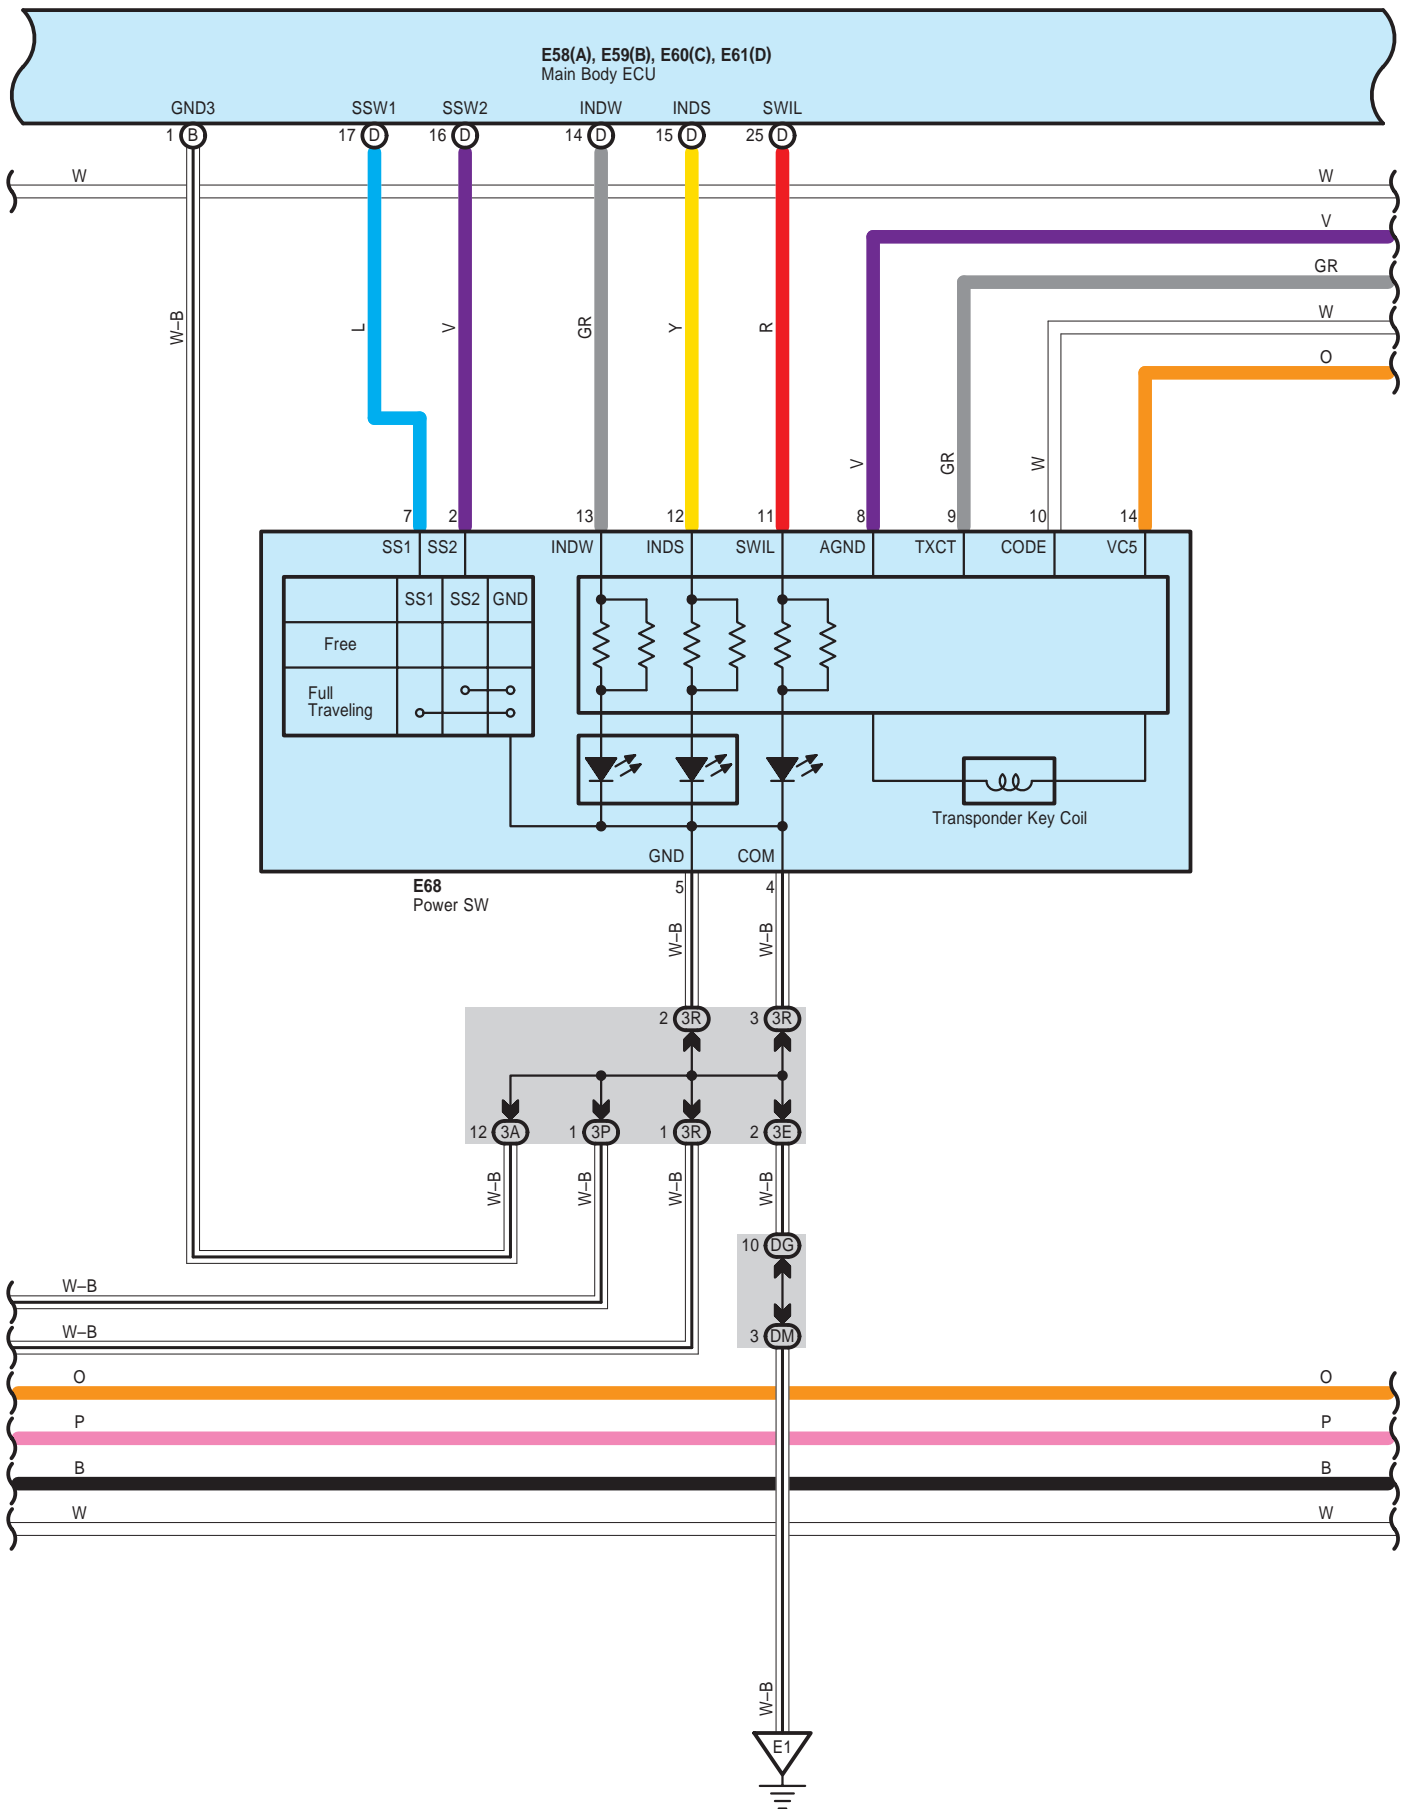 E58(A), E59(B), E60(C), E61(D)
Main Body ECU
GND3 SSW1 SSW2 INDW INDS SWIL
1 B 17 D 16 D 14 D 15 D 25 D
W W
V
GR
W
O
W–B L V GR Y R
V GR W
7 2 13 12 11 8 9 10 14
SS1 SS2 INDW INDS SWIL AGND TXCT CODE VC5
SS1 SS2 GND
Free
Full
Traveling
Transponder Key Coil
GND COM
E68
Power SW
5 4
W–B W–B
2 3R 3 3R
12 3A 1 3P 1 3R 2 3E
W–B W–B W–B W–B
10 DG
W–B
W–B
3 DM
O O
P P
B B
W W
W–B
E1